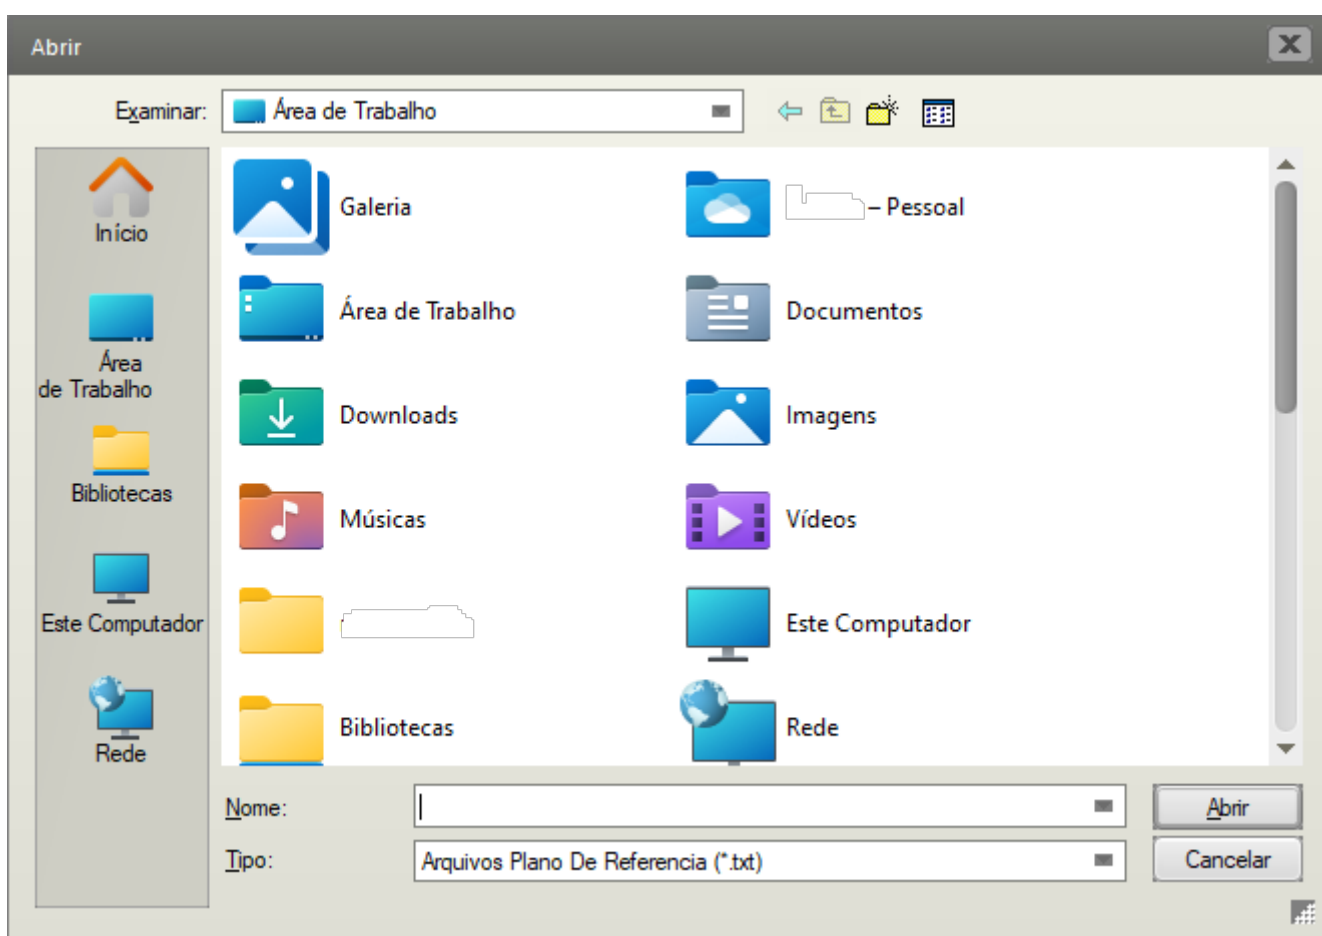 Abrir
Examinar:
Área de Trabalho
Início
Área
de Trabalho
Bibliotecas
Este Computador
Rede
Galeria
– Pessoal
Área de Trabalho
Documentos
Downloads
Imagens
Músicas
Vídeos
Este Computador
Bibliotecas
Rede
Nome:
Abrir
Tipo:
Arquivos Plano De Referencia (*.txt)
Cancelar